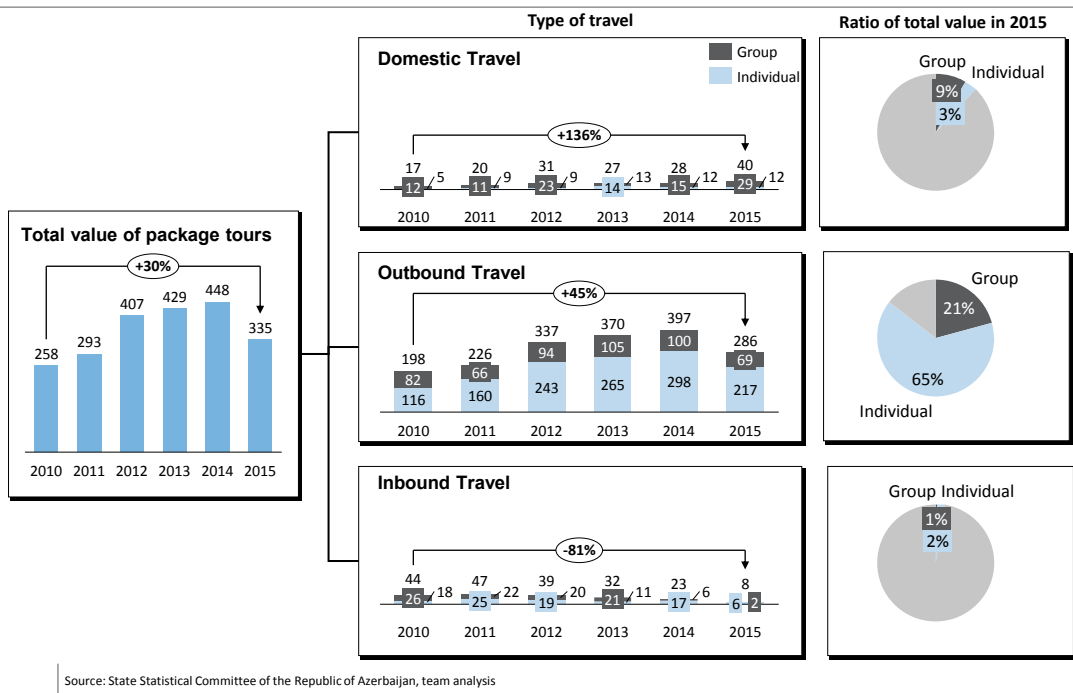 Type of travel
Ratio of total value in 2015
Total value of package tours
+30%
258 293 407 429 448 335
2010 2011 2012 2013 2014 2015
Domestic Travel
Group
Individual
+136%
17 20 31 27 28 40
12 5 11 9 23 9 14 13 15 12 29 12
2010 2011 2012 2013 2014 2015
Group
Individual
9%
3%
Outbound Travel
+45%
198 226 337 370 397 286
82 66 94 105 100 69
116 160 243 265 298 217
2010 2011 2012 2013 2014 2015
Group
21%
65%
Individual
Inbound Travel
-81%
44 47 39 32 23 8
26 18 25 22 19 20 21 11 17 6 6 2
2010 2011 2012 2013 2014 2015
Group Individual
1%
2%
Source: State Statistical Committee of the Republic of Azerbaijan, team analysis